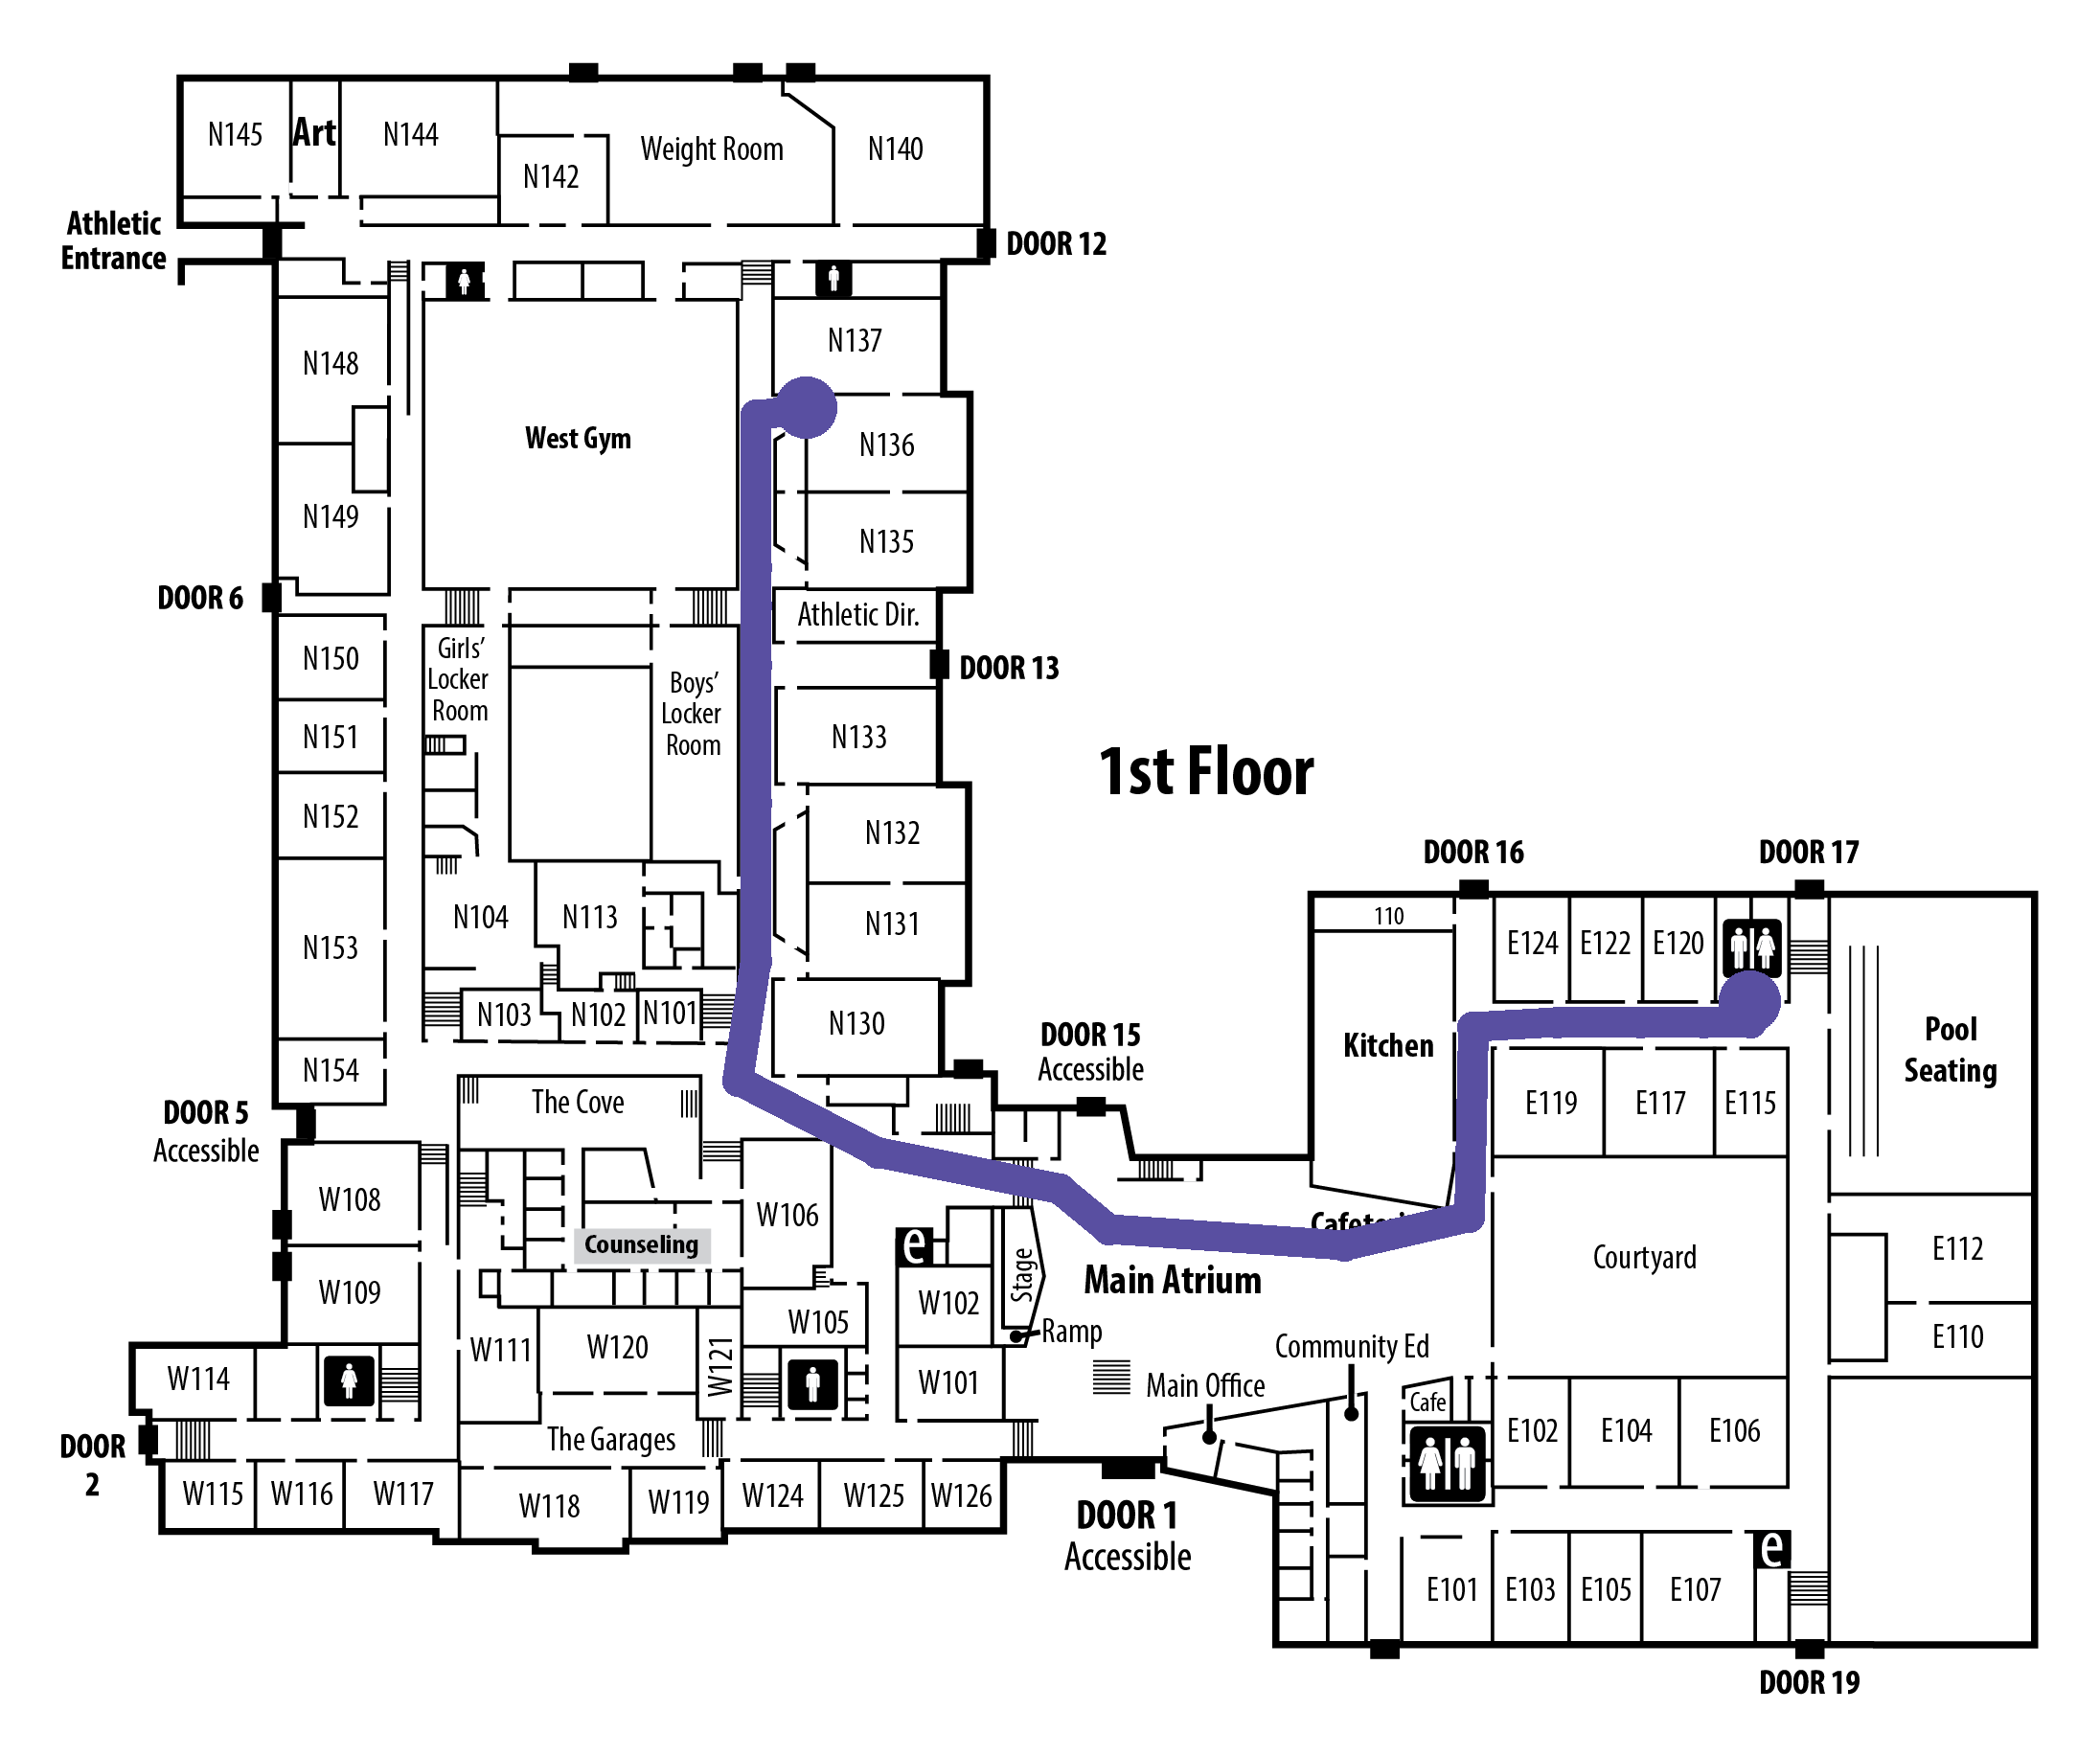 N145
Art
N144
N142
Weight Room
N140
Athletic
Entrance
DOOR 12
N148
N137
West Gym
N136
N149
N135
DOOR 6
Athletic Dir.
N150
Girls'
Locker
Room
Boys'
Locker
Room
DOOR 13
N151
N133
1st Floor
N152
N132
DOOR 16
DOOR 17
N153
N104
N113
N131
110
E124
E122
E120
N103
N102
N101
N130
DOOR 15
Accessible
Kitchen
Pool
Seating
N154
The Cove
E119
E117
E115
DOOR 5
Accessible
W108
W106
Counseling
e
Stage
Main Atrium
Courtyard
E112
W109
W102
W105
Ramp
Community Ed
E110
W111
W120
W121
W114
W101
Main Office
Cafe
The Garages
E102
E104
E106
DOOR
2
W115
W116
W117
W118
W119
W124
W125
W126
DOOR 1
Accessible
e
E101
E103
E105
E107
DOOR 19